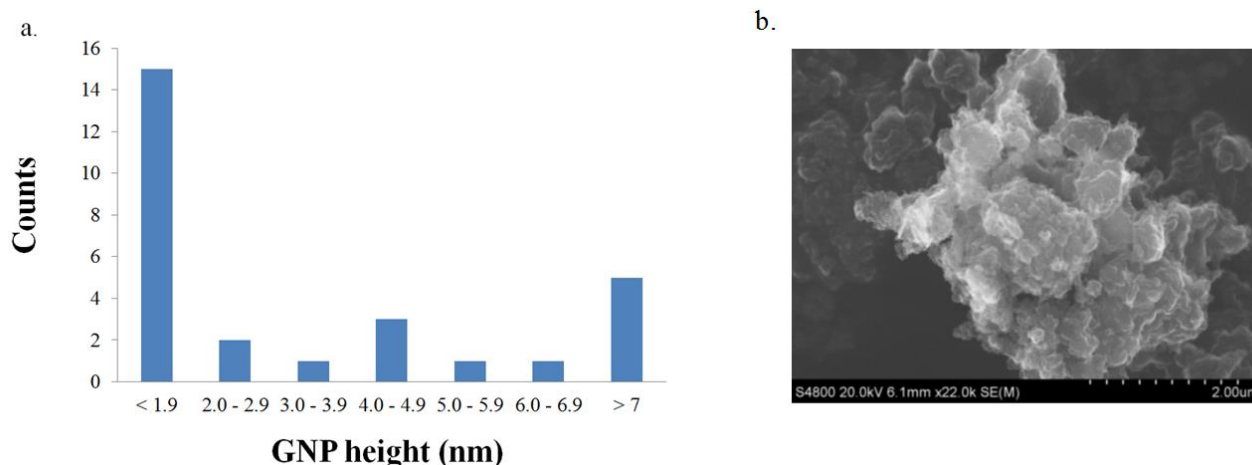 a.
16
14
12
10
8
6
4
2
0
Counts
< 1.9 2.0 - 2.9 3.0 - 3.9 4.0 - 4.9 5.0 - 5.9 6.0 - 6.9 > 7
GNP height (nm)
b.
S4800 20.0kV 6.1mm x22.0k SE(M) 2.00um